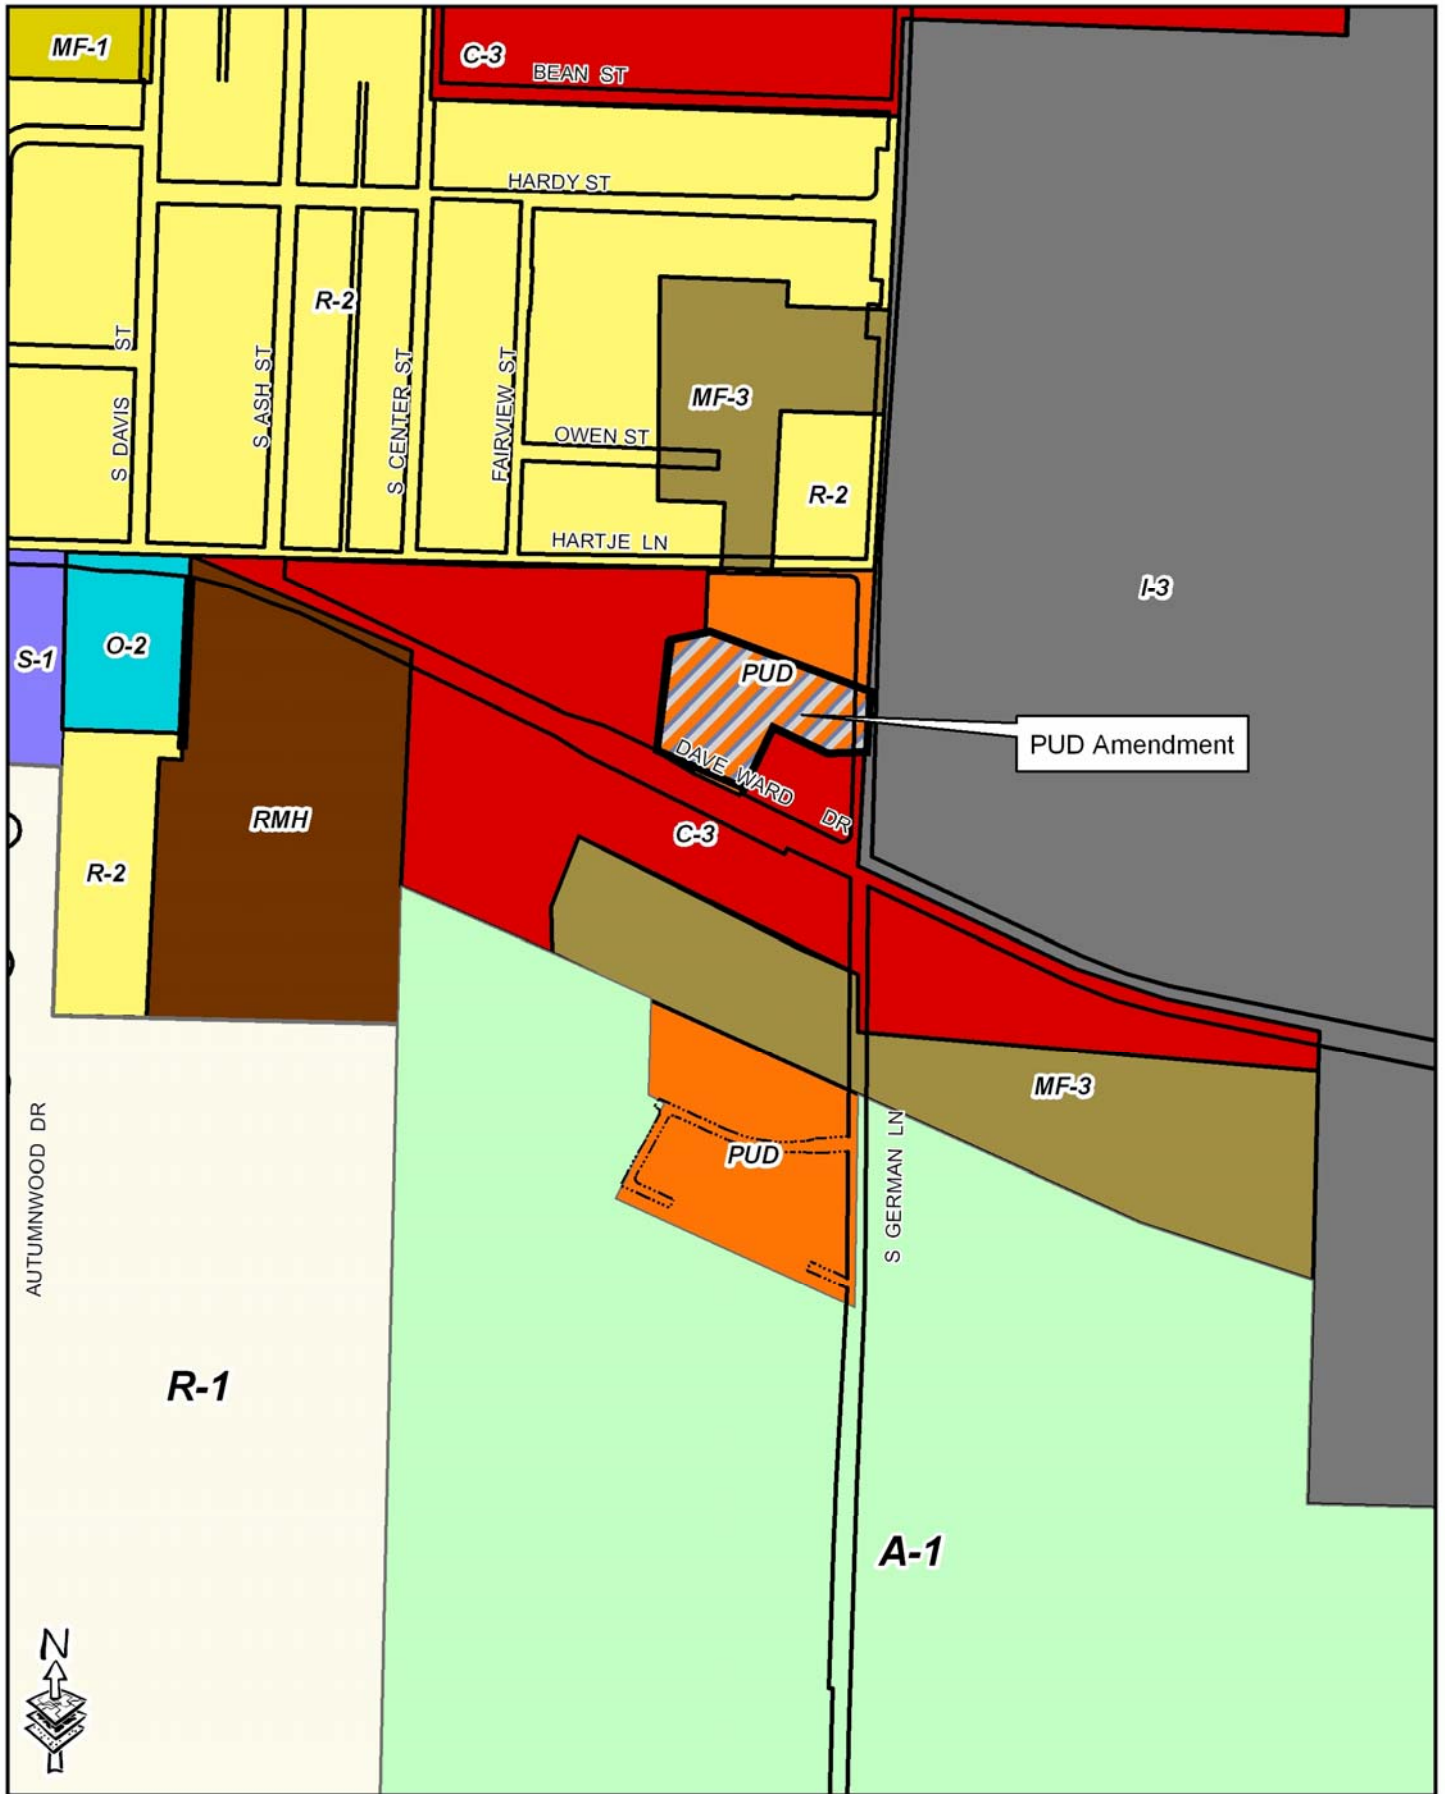 MF-1
C-3
BEAN ST
HARDY ST
R-2
S DAVIS ST
S ASH ST
S CENTER ST
FAIRVIEW ST
MF-3
OWEN ST
R-2
HARTJE LN
I-3
S-1
O-2
PUD
PUD Amendment
DAVE WARD DR
RMH
C-3
R-2
MF-3
PUD
AUTUMNWOOD DR
S GERMAN LN
R-1
A-1
N